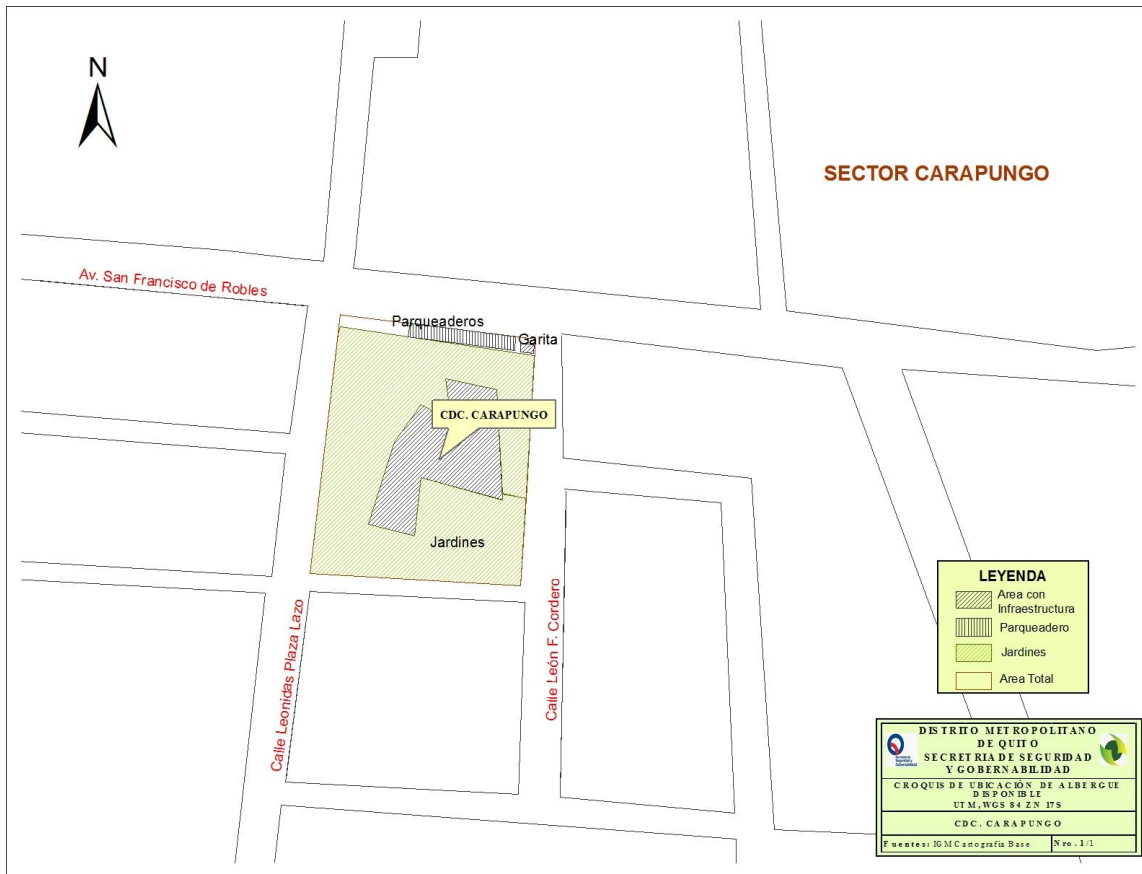 N
SECTOR CARAPUNGO
Av. San Francisco de Robles
Parqueaderos
Garita
CDC. CARAPUNGO
Jardines
Calle Leonidas Plaza Lazo
Calle León F. Cordero
LEYENDA
Area con
Infraestructura
Parqueadero
Jardines
Area Total
DISTRITO METROPOLITANO
DE QUITO
SECRETRIA DE SEGURIDAD
Y GOBERNABILIDAD
CROQUIS DE UBICACIÓN DE ALBERGUE
DISPONIBLE
UTM, WGS 84 ZN 17S
CDC. CARAPUNGO
Fuentes: IGM Cartografía Base
Nro. 1/1